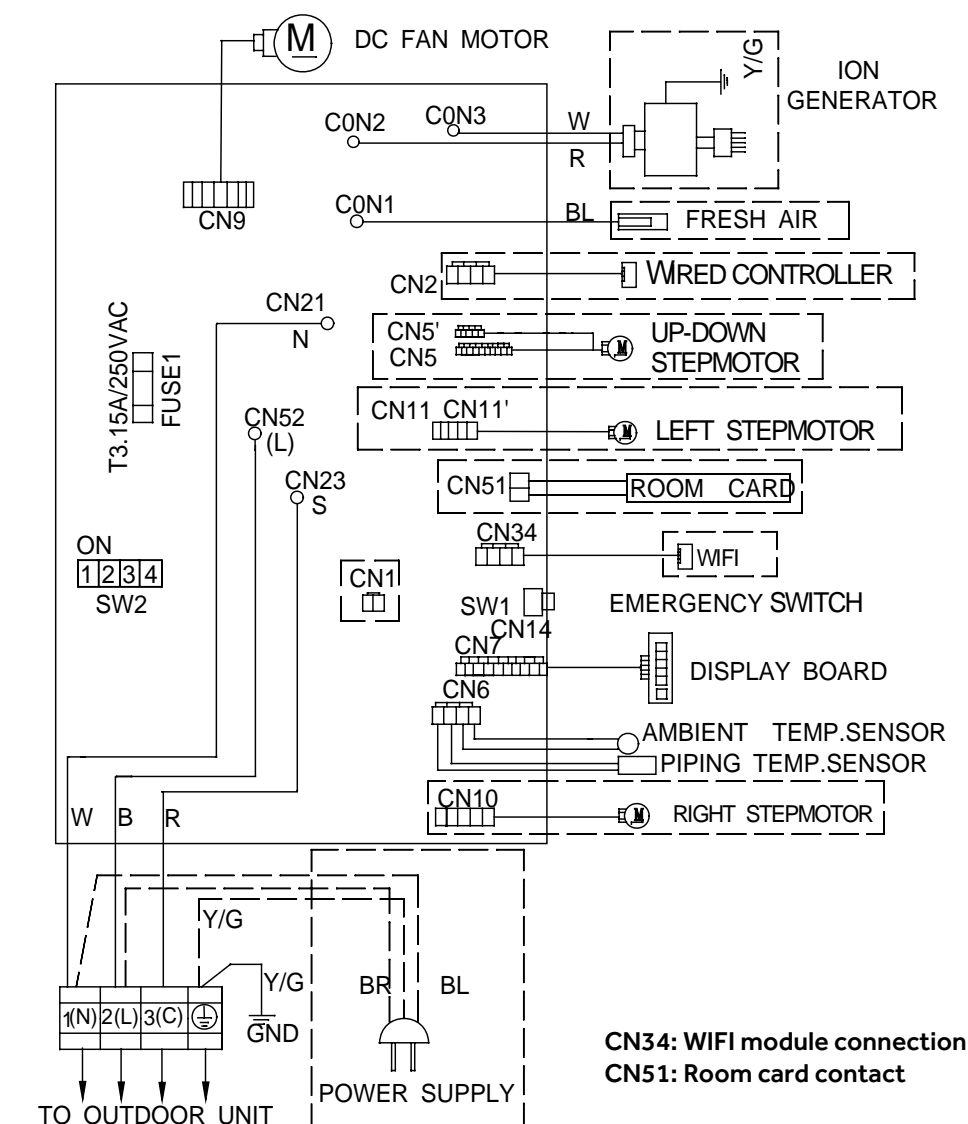 M DC FAN MOTOR
Y/G
ION
GENERATOR
C0N2 C0N3 W
R
CN9
C0N1 BL FRESH AIR
CN2 WIRED CONTROLLER
CN21
N
CN5'
CN5
M
UP-DOWN
STEPMOTOR
T3.15A/250VAC
FUSE1
CN11 CN11' M LEFT STEPMOTOR
CN52
(L)
CN51 ROOM CARD
CN23
S
CN34
WIFI
ON
1 2 3 4
SW2
CN1
SW1 EMERGENCY SWITCH
CN14
CN7
DISPLAY BOARD
CN6
AMBIENT TEMP.SENSOR
PIPING TEMP.SENSOR
CN10 M RIGHT STEPMOTOR
W B R
Y/G
Y/G BR BL
1(N) 2(L) 3(C)
GND
POWER SUPPLY
TO OUTDOOR UNIT
CN34: WIFI module connection
CN51: Room card contact